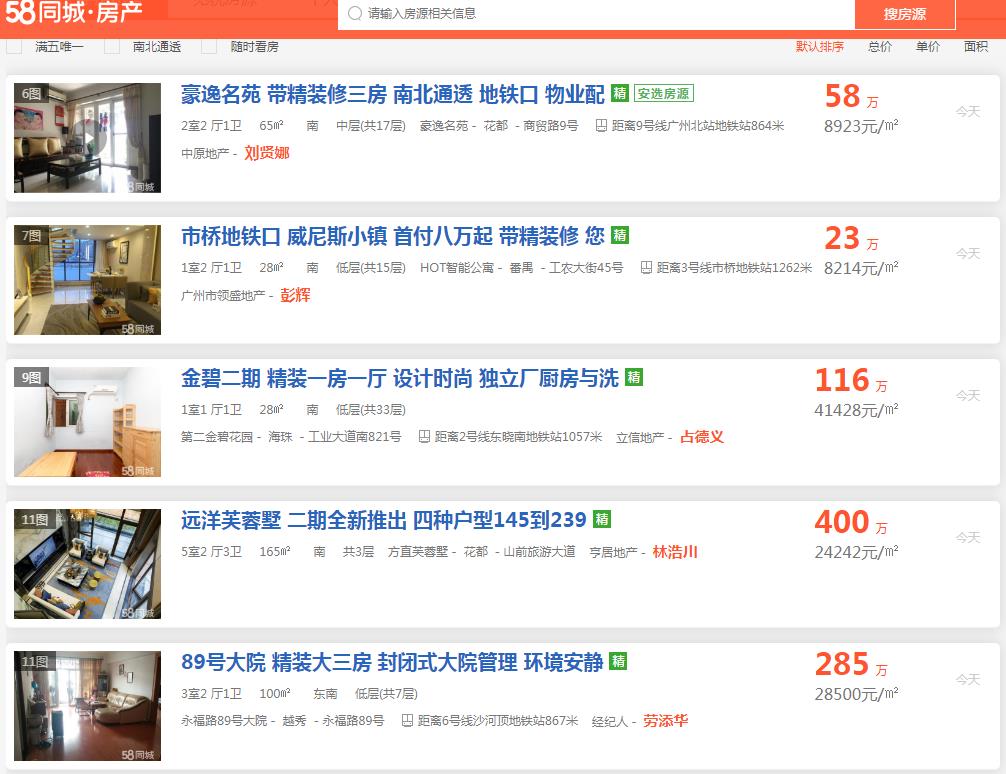 58同城·房产
请输入房源相关信息
搜房源
满五唯一 南北通透 随时看房
默认排序 总价 单价 面积
6图
58同城
豪逸名苑 带精装修三房 南北通透 地铁口 物业配 精 安选房源
2室2厅1卫 65㎡ 南 中层(共17层) 豪逸名苑 - 花都 - 商贸路9号 距离9号线广州北站地铁站864米
中原地产 - 刘贤娜
58万
8923元/㎡
今天
7图
58同城
市桥地铁口 威尼斯小镇 首付八万起 带精装修 您 精
1室2厅1卫 28㎡ 南 低层(共15层) HOT智能公寓 - 番禺 - 工农大街45号 距离3号线市桥地铁站1262米
广州市领盛地产 - 彭辉
23万
8214元/㎡
今天
9图
58同城
金碧二期 精装一房一厅 设计时尚 独立厂厨房与洗 精
1室1厅1卫 28㎡ 南 低层(共33层)
第二金碧花园 - 海珠 - 工业大道南821号 距离2号线东晓南地铁站1057米 立信地产 - 占德义
116万
41428元/㎡
今天
11图
58同城
远洋芙蓉墅 二期全新推出 四种户型145到239 精
5室2厅3卫 165㎡ 南 共3层 方直芙蓉墅 - 花都 - 山前旅游大道 亨居地产 - 林浩川
400万
24242元/㎡
今天
11图
58同城
89号大院 精装大三房 封闭式大院管理 环境安静 精
3室2厅1卫 100㎡ 东南 低层(共7层)
永福路89号大院 - 越秀 - 永福路89号 距离6号线沙河顶地铁站867米 经纪人 - 劳添华
285万
28500元/㎡
今天